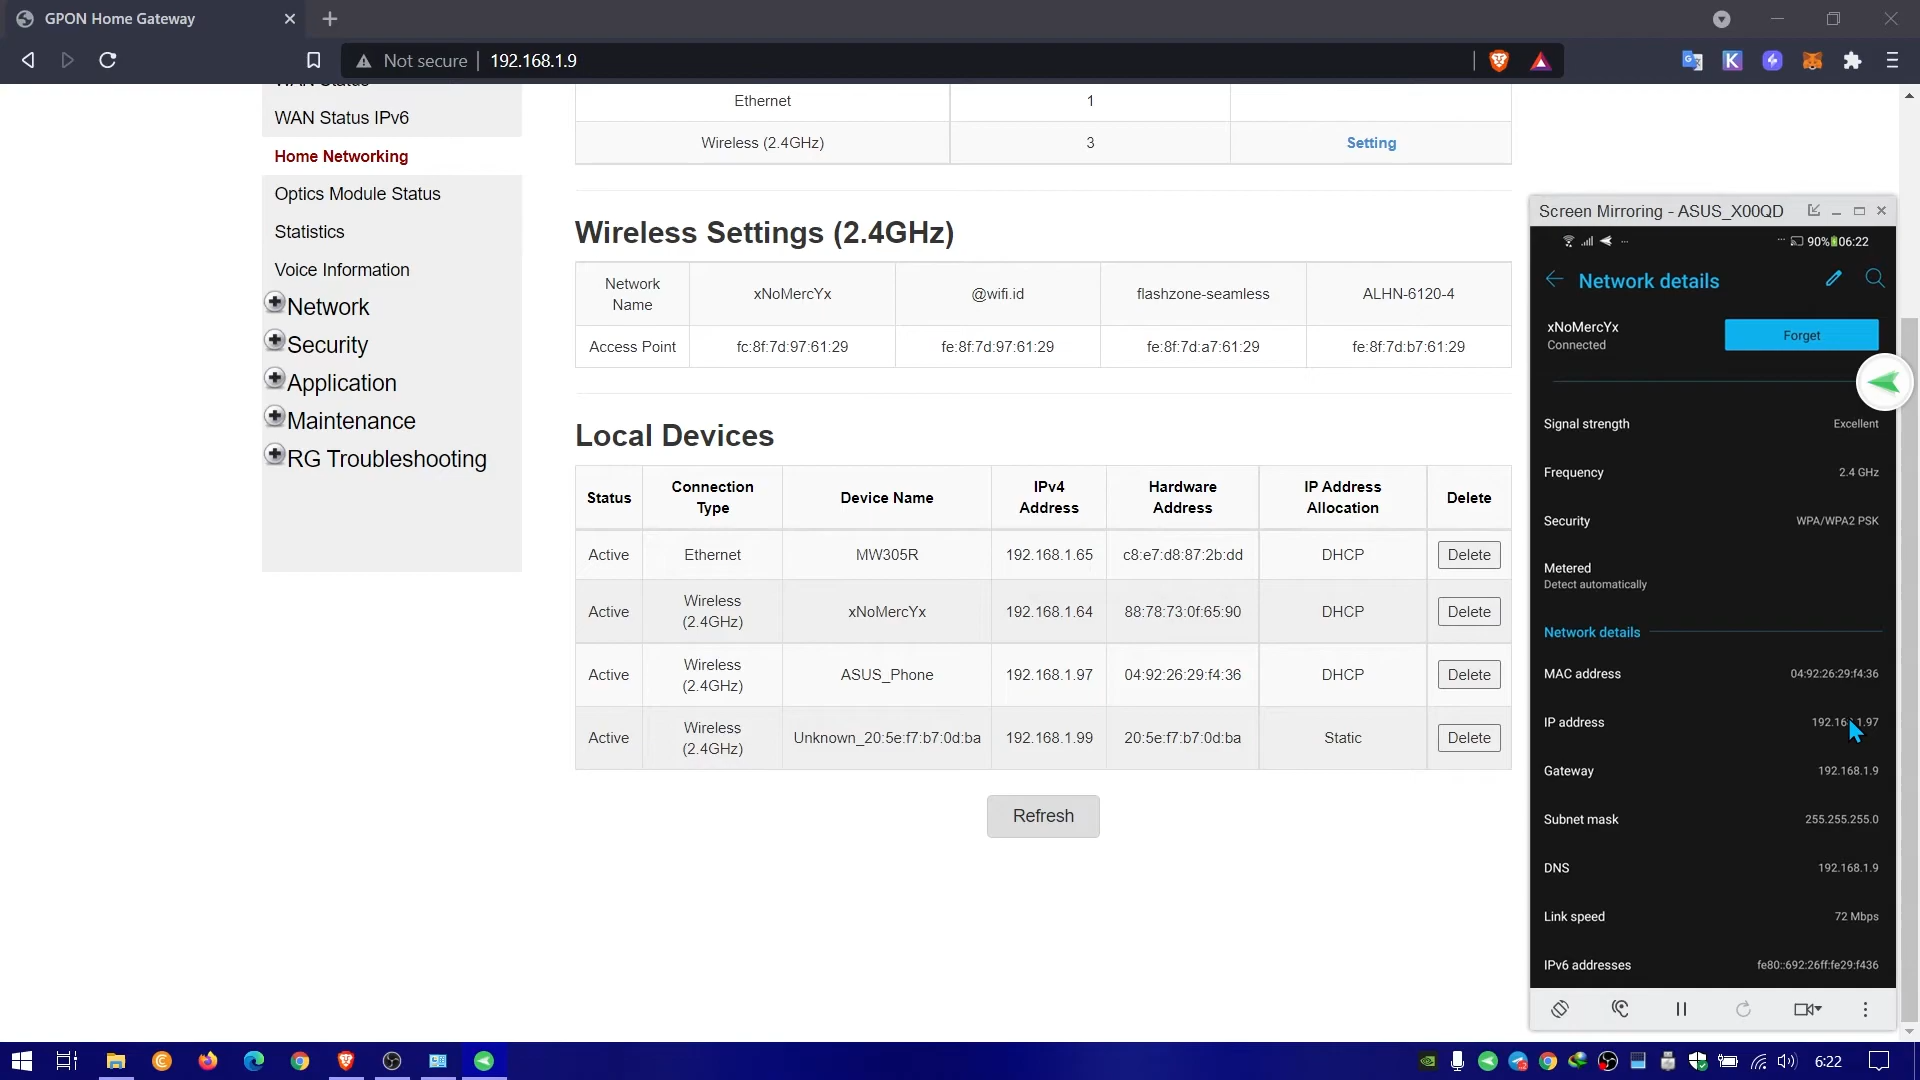 GPON Home Gateway
Not secure
192.168.1.9
WAN Status
WAN Status IPv6
Home Networking
Optics Module Status
Statistics
Voice Information
Network
Security
Application
Maintenance
RG Troubleshooting
Ethernet 1
Wireless (2.4GHz) 3 Setting
Wireless Settings (2.4GHz)
Network
Name
xNoMercYx @wifi.id flashzone-seamless ALHN-6120-4
Access Point fc:8f:7d:97:61:29 fe:8f:7d:97:61:29 fe:8f:7d:a7:61:29 fe:8f:7d:b7:61:29
Local Devices
Status Connection Type Device Name IPv4 Address Hardware Address IP Address Allocation Delete
Active Ethernet MW305R 192.168.1.65 c8:e7:d8:87:2b:dd DHCP Delete
Active Wireless (2.4GHz) xNoMercYx 192.168.1.64 88:78:73:0f:65:90 DHCP Delete
Active Wireless (2.4GHz) ASUS_Phone 192.168.1.97 04:92:26:29:f4:36 DHCP Delete
Active Wireless (2.4GHz) Unknown_20:5e:f7:b7:0d:ba 192.168.1.99 20:5e:f7:b7:0d:ba Static Delete
Refresh
Screen Mirroring - ASUS_X00QD
90% 06:22
Network details
xNoMercYx
Connected
Forget
Signal strength Excellent
Frequency 2.4 GHz
Security WPA/WPA2 PSK
Metered
Detect automatically
Network details
MAC address 04:92:26:29:f4:36
IP address 192.168.1.97
Gateway 192.168.1.9
Subnet mask 255.255.255.0
DNS 192.168.1.9
Link speed 72 Mbps
IPv6 addresses fe80::692:26ff:fe29:f436
6:22